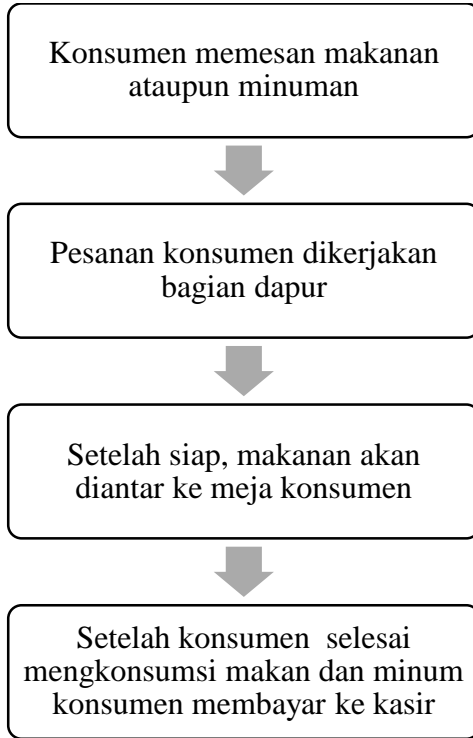 Konsumen memesan makanan
ataupun minuman
Pesanan konsumen dikerjakan
bagian dapur
Setelah siap, makanan akan
diantar ke meja konsumen
Setelah konsumen  selesai
mengkonsumsi makan dan minum
konsumen membayar ke kasir